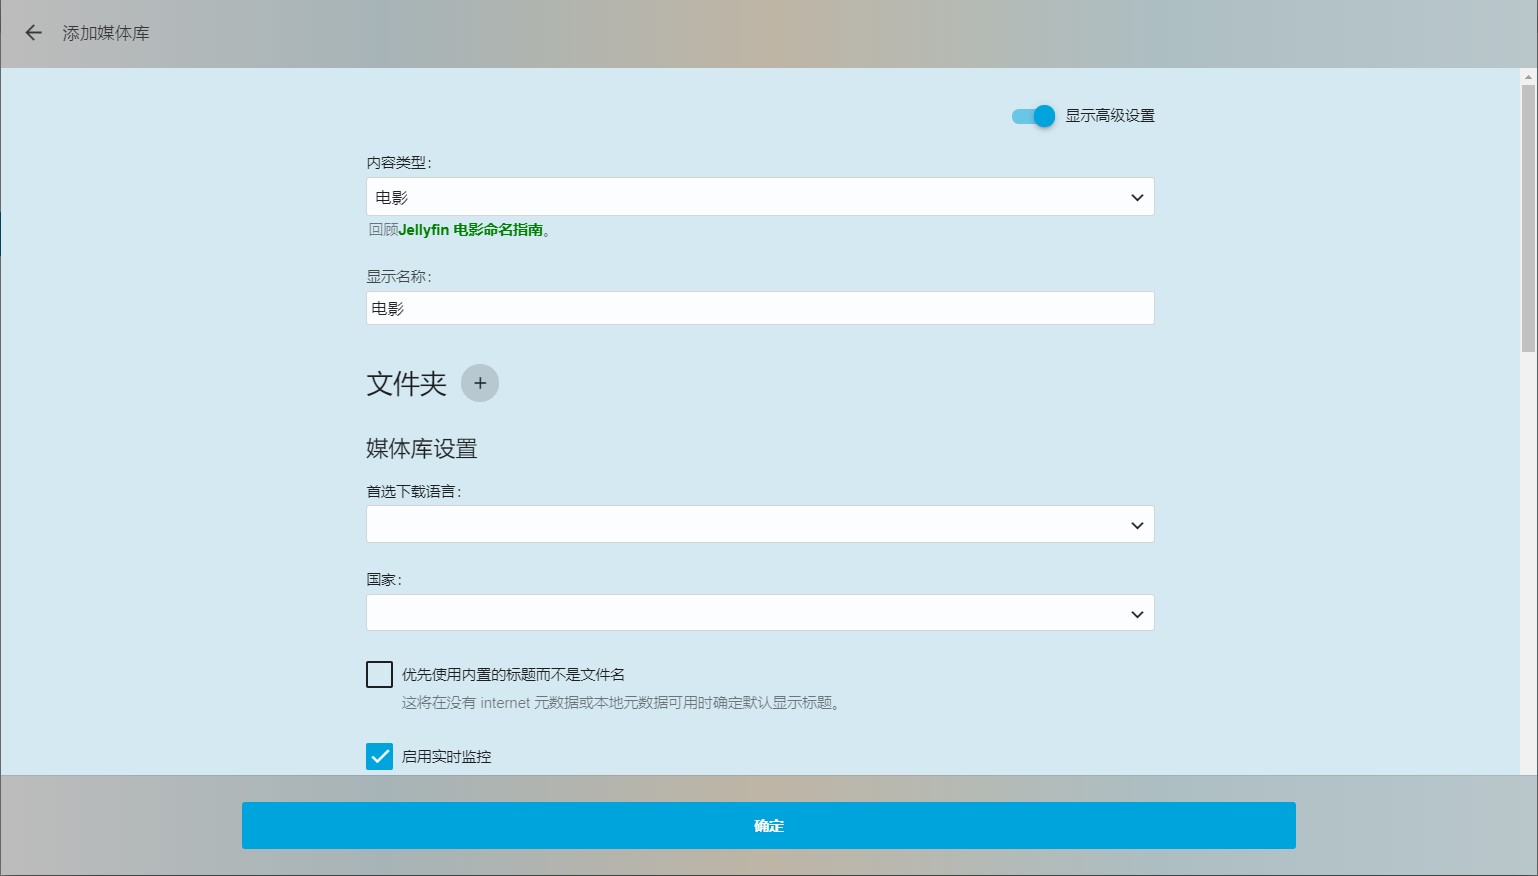 添加媒体库
显示高级设置
内容类型：
电影
回顾Jellyfin 电影命名指南。
显示名称：
电影
文件夹
媒体库设置
首选下载语言：
国家：
优先使用内置的标题而不是文件名
这将在没有 internet 元数据或本地元数据可用时确定默认显示标题。
启用实时监控
确定